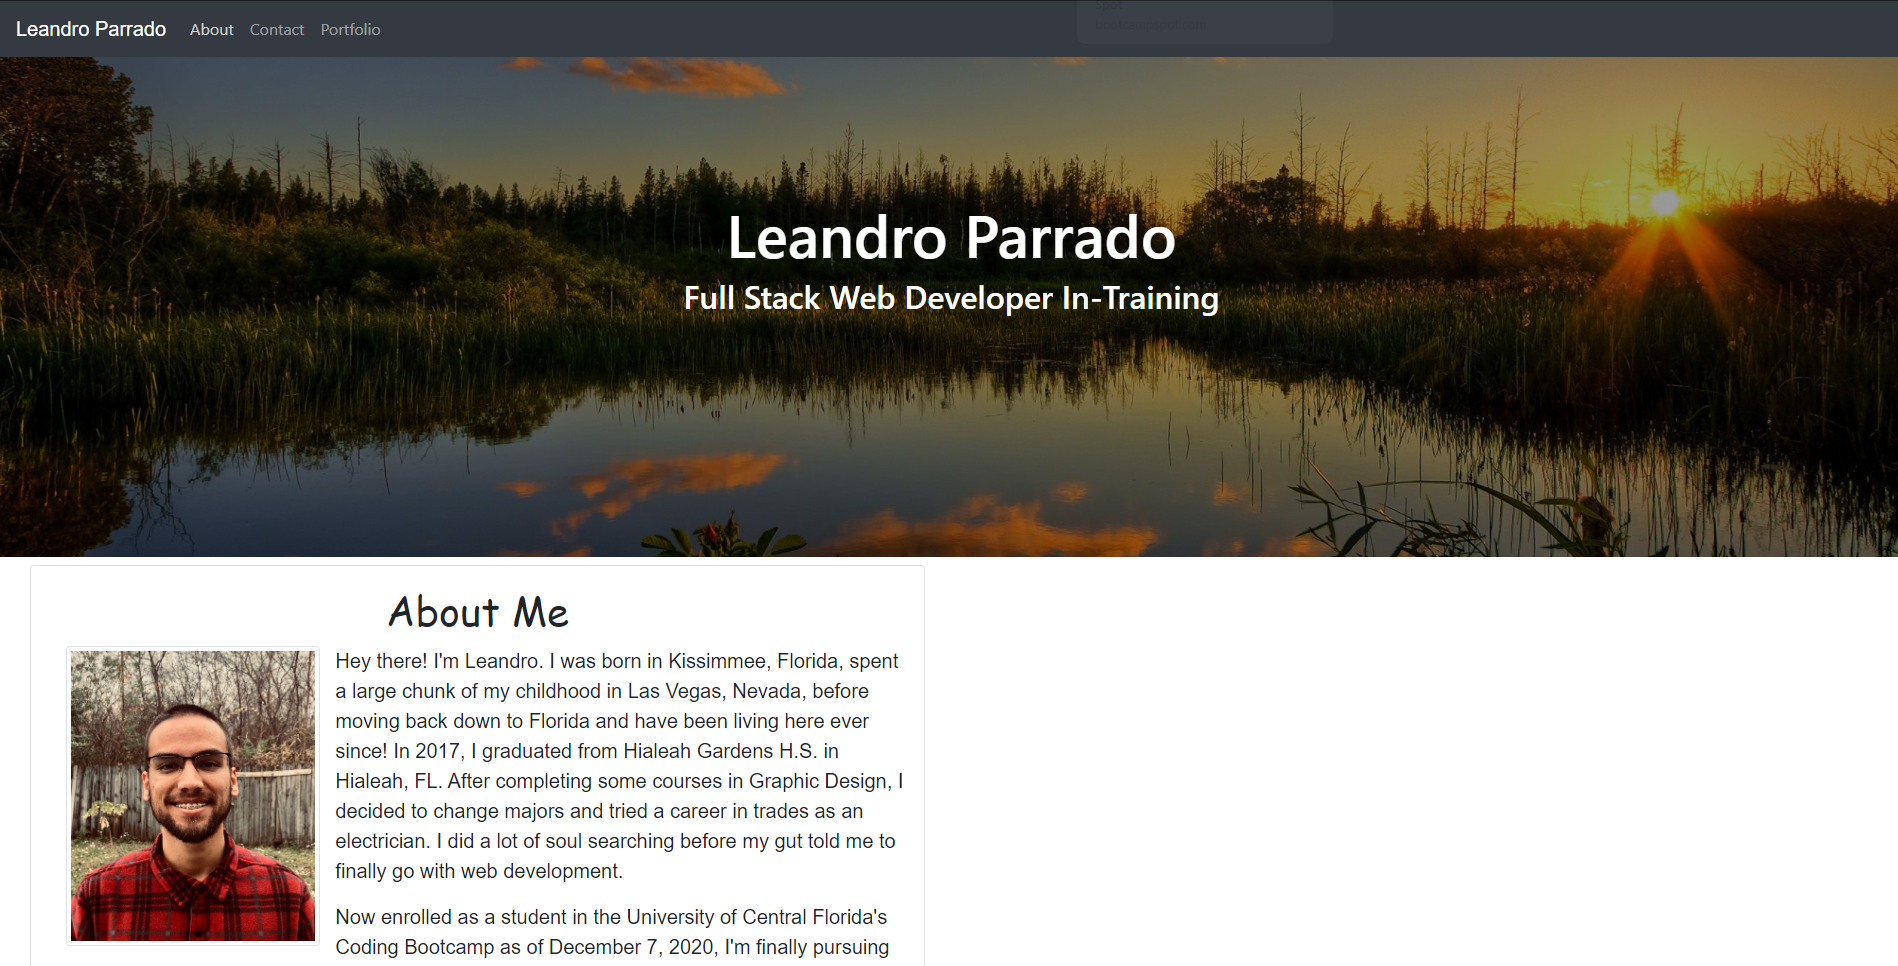 Leandro Parrado About Contact Portfolio
Spot
Leandro Parrado
Full Stack Web Developer In-Training
About Me
Hey there! I'm Leandro. I was born in Kissimmee, Florida, spent
a large chunk of my childhood in Las Vegas, Nevada, before
moving back down to Florida and have been living here ever
since! In 2017, I graduated from Hialeah Gardens H.S. in
Hialeah, FL. After completing some courses in Graphic Design, I
decided to change majors and tried a career in trades as an
electrician. I did a lot of soul searching before my gut told me to
finally go with web development.
Now enrolled as a student in the University of Central Florida's
Coding Bootcamp as of December 7, 2020, I'm finally pursuing